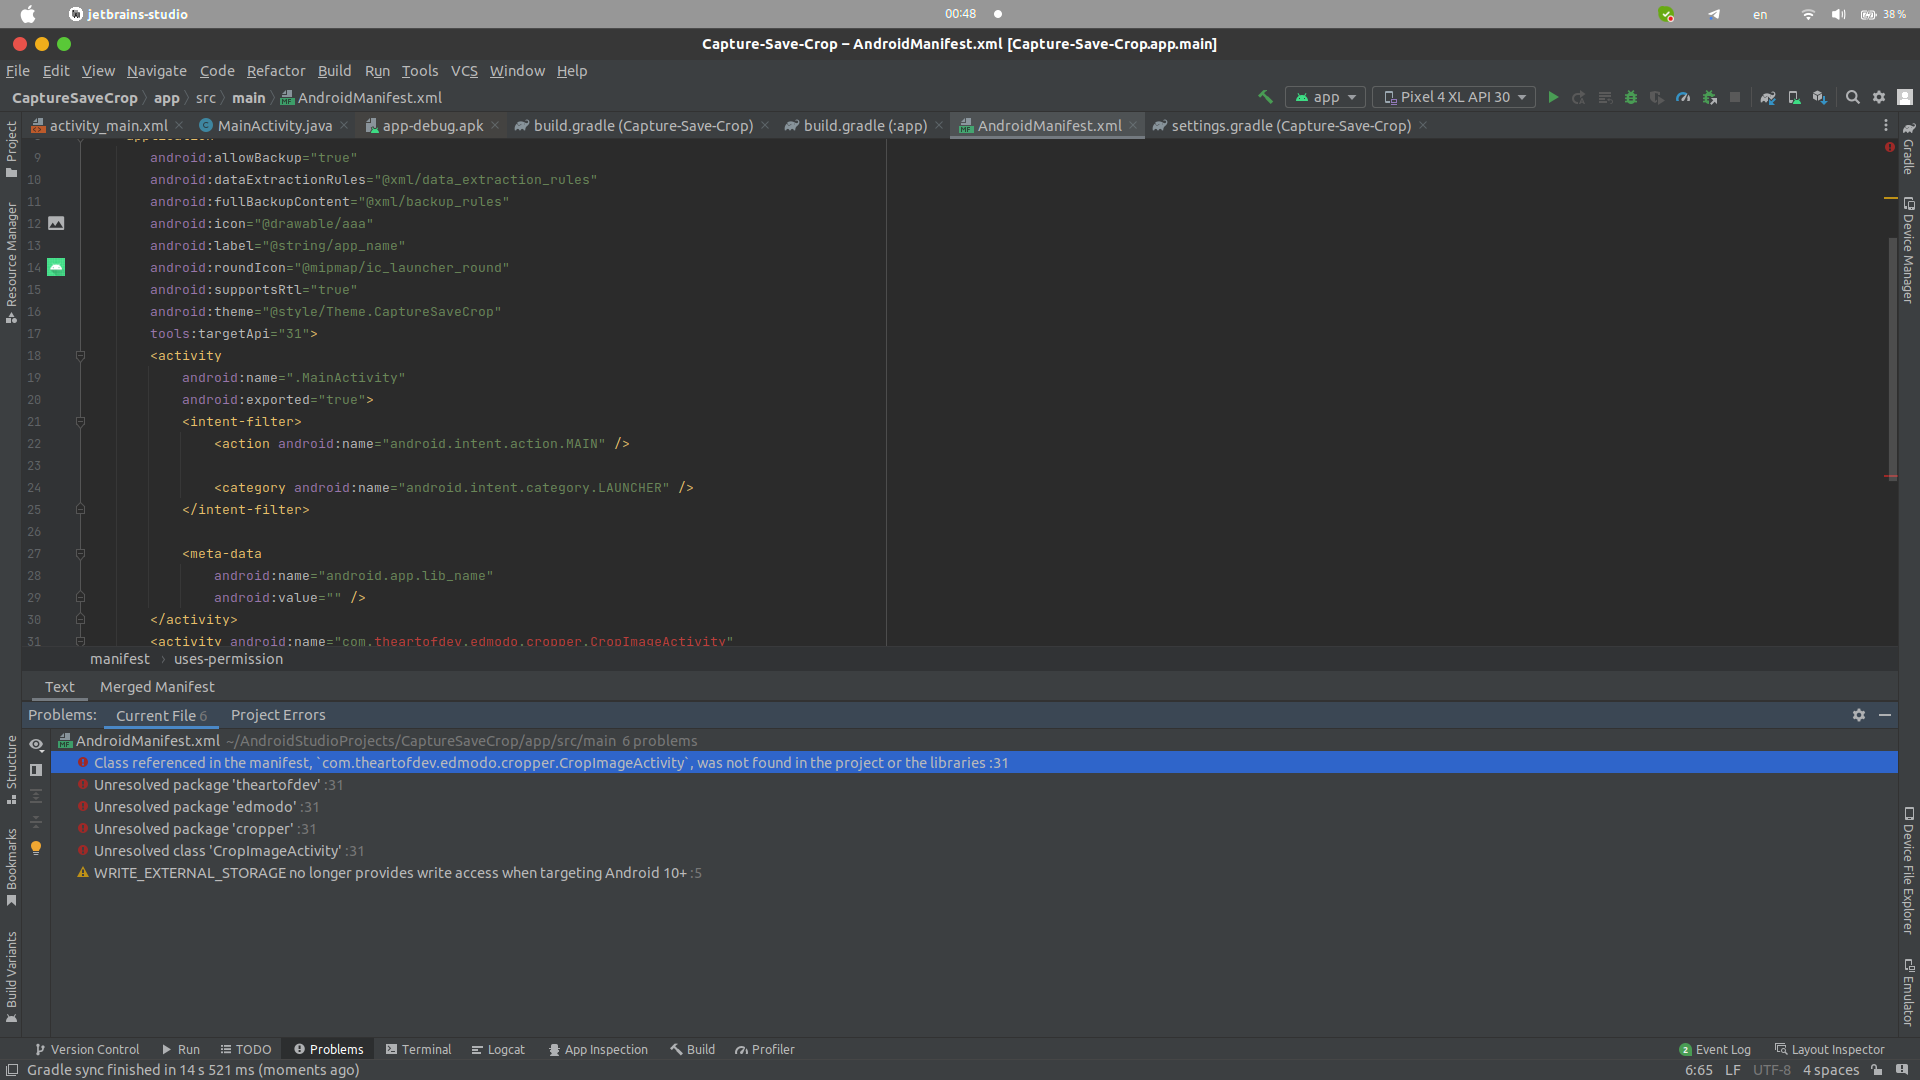 jetbrains-studio
00:48
en
38 %
Capture-Save-Crop – AndroidManifest.xml [Capture-Save-Crop.app.main]
File Edit View Navigate Code Refactor Build Run Tools VCS Window Help
CaptureSaveCrop app src main AndroidManifest.xml
app
Pixel 4 XL API 30
activity_main.xml
MainActivity.java
app-debug.apk
build.gradle (Capture-Save-Crop)
build.gradle (:app)
AndroidManifest.xml
settings.gradle (Capture-Save-Crop)
9 android:allowBackup="true"
10 android:dataExtractionRules="@xml/data_extraction_rules"
11 android:fullBackupContent="@xml/backup_rules"
12 android:icon="@drawable/aaa"
13 android:label="@string/app_name"
14 android:roundIcon="@mipmap/ic_launcher_round"
15 android:supportsRtl="true"
16 android:theme="@style/Theme.CaptureSaveCrop"
17 tools:targetApi="31">
18 <activity
19 android:name=".MainActivity"
20 android:exported="true">
21 <intent-filter>
22 <action android:name="android.intent.action.MAIN" />
23
24 <category android:name="android.intent.category.LAUNCHER" />
25 </intent-filter>
26
27 <meta-data
28 android:name="android.app.lib_name"
29 android:value="" />
30 </activity>
31 <activity android:name="com.theartofdev.edmodo.cropper.CropImageActivity"
manifest › uses-permission
Text Merged Manifest
Problems: Current File 6 Project Errors
AndroidManifest.xml ~/AndroidStudioProjects/CaptureSaveCrop/app/src/main 6 problems
Class referenced in the manifest, `com.theartofdev.edmodo.cropper.CropImageActivity`, was not found in the project or the libraries :31
Unresolved package 'theartofdev' :31
Unresolved package 'edmodo' :31
Unresolved package 'cropper' :31
Unresolved class 'CropImageActivity' :31
WRITE_EXTERNAL_STORAGE no longer provides write access when targeting Android 10+ :5
Project
Resource Manager
Structure
Bookmarks
Build Variants
Gradle
Device Manager
Device File Explorer
Emulator
Version Control Run TODO Problems Terminal Logcat App Inspection Build Profiler
2 Event Log Layout Inspector
Gradle sync finished in 14 s 521 ms (moments ago)
6:65 LF UTF-8 4 spaces